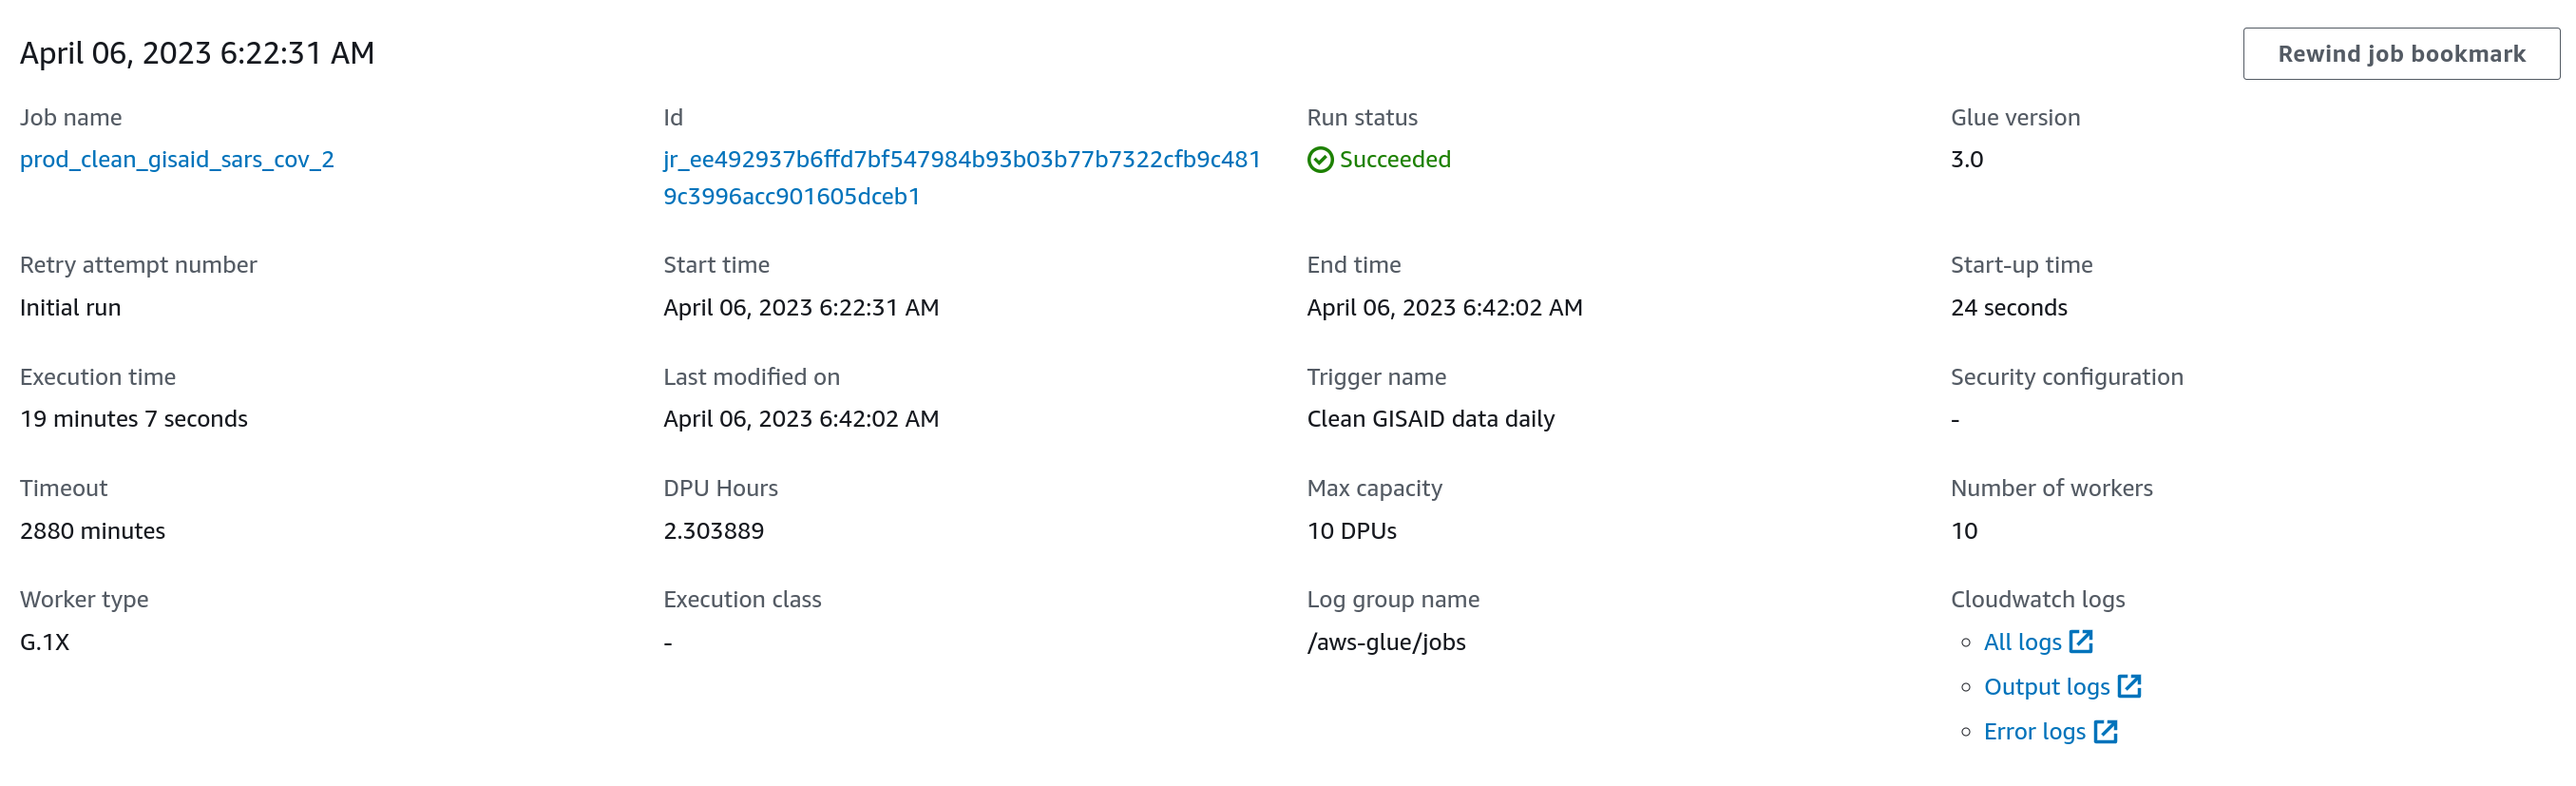 April 06, 2023 6:22:31 AM
Rewind job bookmark
Job name
prod_clean_gisaid_sars_cov_2
Id
jr_ee492937b6ffd7bf547984b93b03b77b7322cfb9c481
9c3996acc901605dceb1
Run status
Succeeded
Glue version
3.0
Retry attempt number
Initial run
Start time
April 06, 2023 6:22:31 AM
End time
April 06, 2023 6:42:02 AM
Start-up time
24 seconds
Execution time
19 minutes 7 seconds
Last modified on
April 06, 2023 6:42:02 AM
Trigger name
Clean GISAID data daily
Security configuration
-
Timeout
2880 minutes
DPU Hours
2.303889
Max capacity
10 DPUs
Number of workers
10
Worker type
G.1X
Execution class
-
Log group name
/aws-glue/jobs
Cloudwatch logs
All logs
Output logs
Error logs